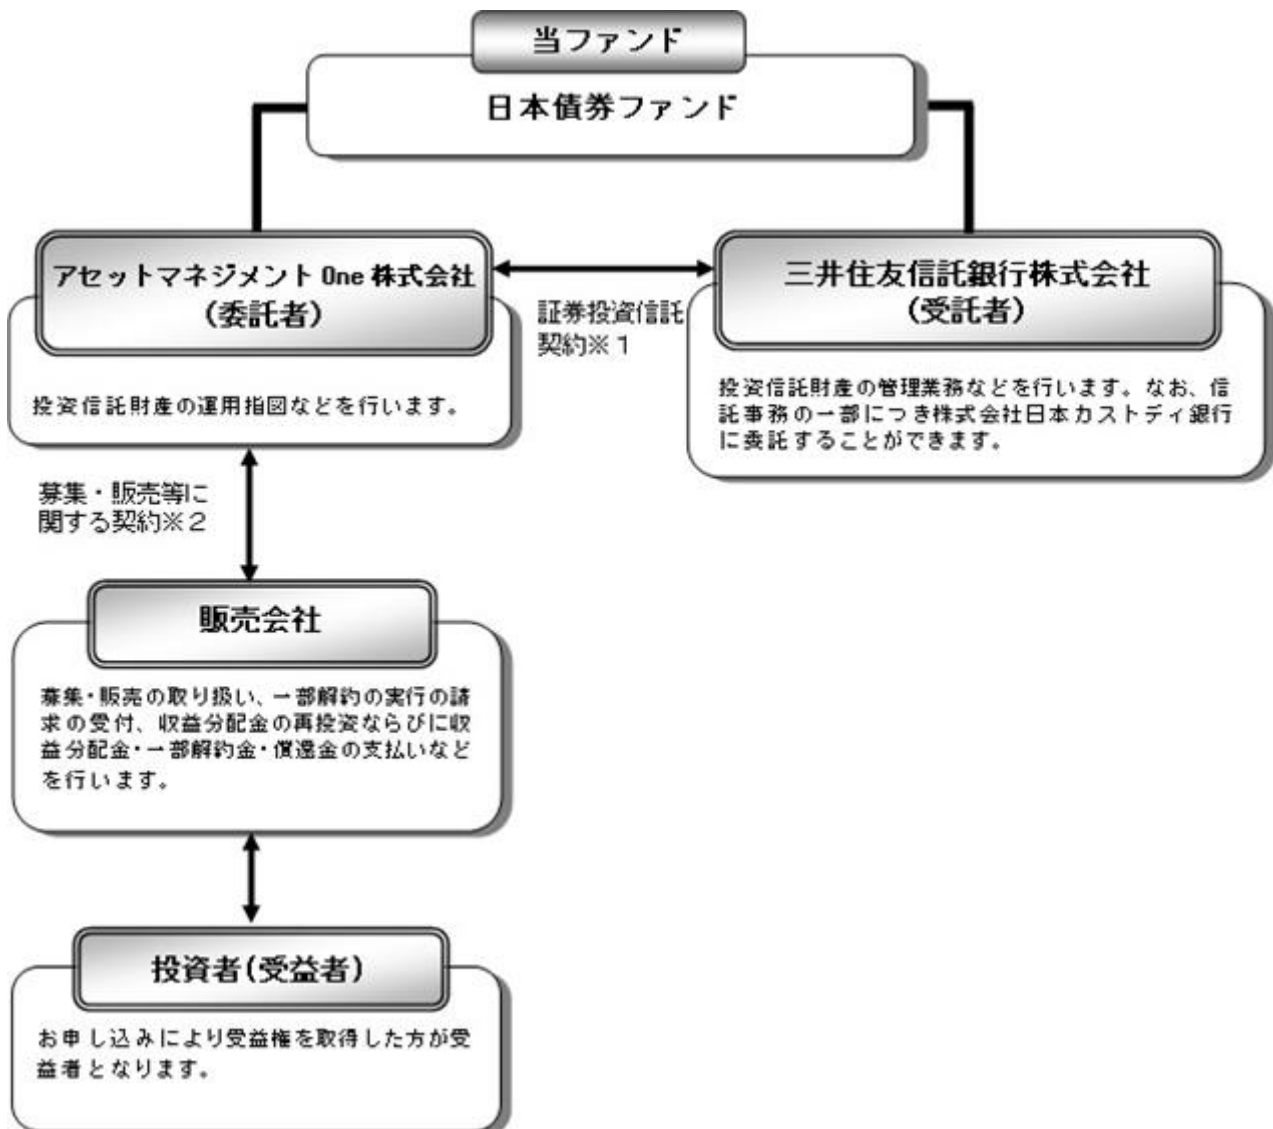 当ファンド
日本債券ファンド
アセットマネジメント One 株式会社
(委託者)
投資信託財産の運用指図などを行います。
証券投資信託
契約※１
三井住友信託銀行株式会社
(受託者)
投資信託財産の管理業務などを行います。なお、信
託事務の一部につき株式会社日本カストディ銀行
に委託することができます。
募集・販売等に
関する契約※２
販売会社
募集・販売の取り扱い、一部解約の実行の請
求の受付、収益分配金の再投資ならびに収
益分配金・一部解約金・償還金の支払いなど
を行います。
投資者(受益者)
お申し込みにより受益権を取得した方が受
益者となります。